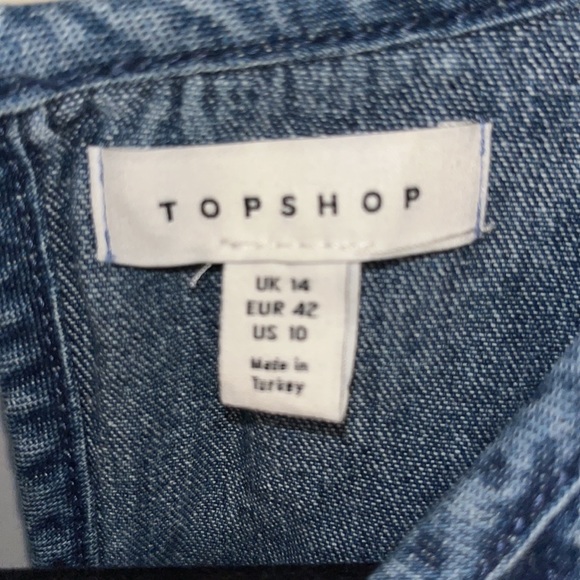 TOPSHOP
UK 14
EUR 42
US 10
Made in
Turkey